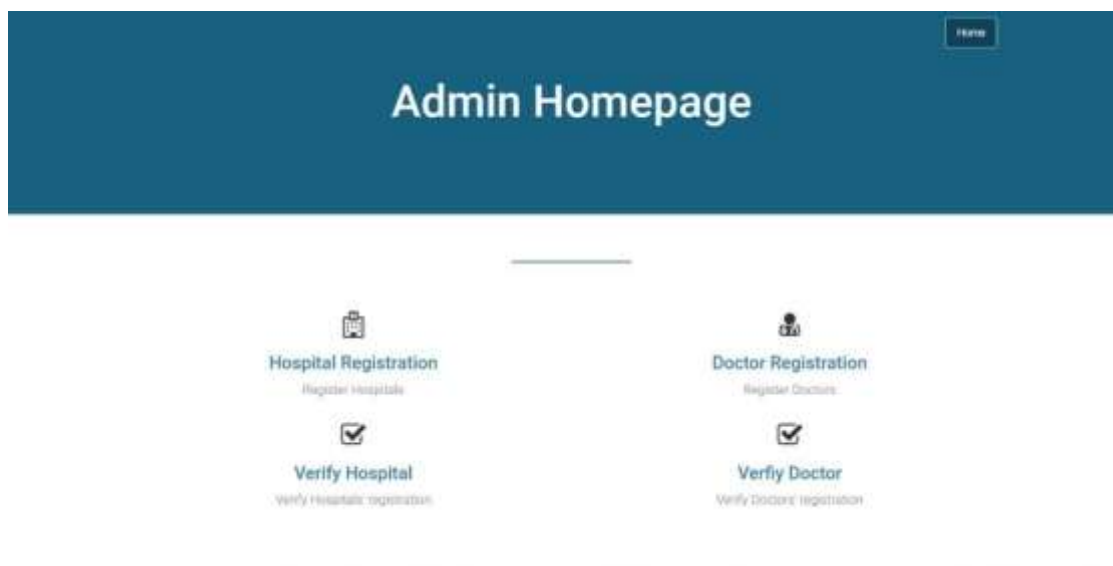 Home
Admin Homepage
Hospital Registration
Doctor Registration
Register Hospitals
Register Doctors
Verify Hospital
Verfiy Doctor
Verify Hospitals' registration
Verify Doctors' registration